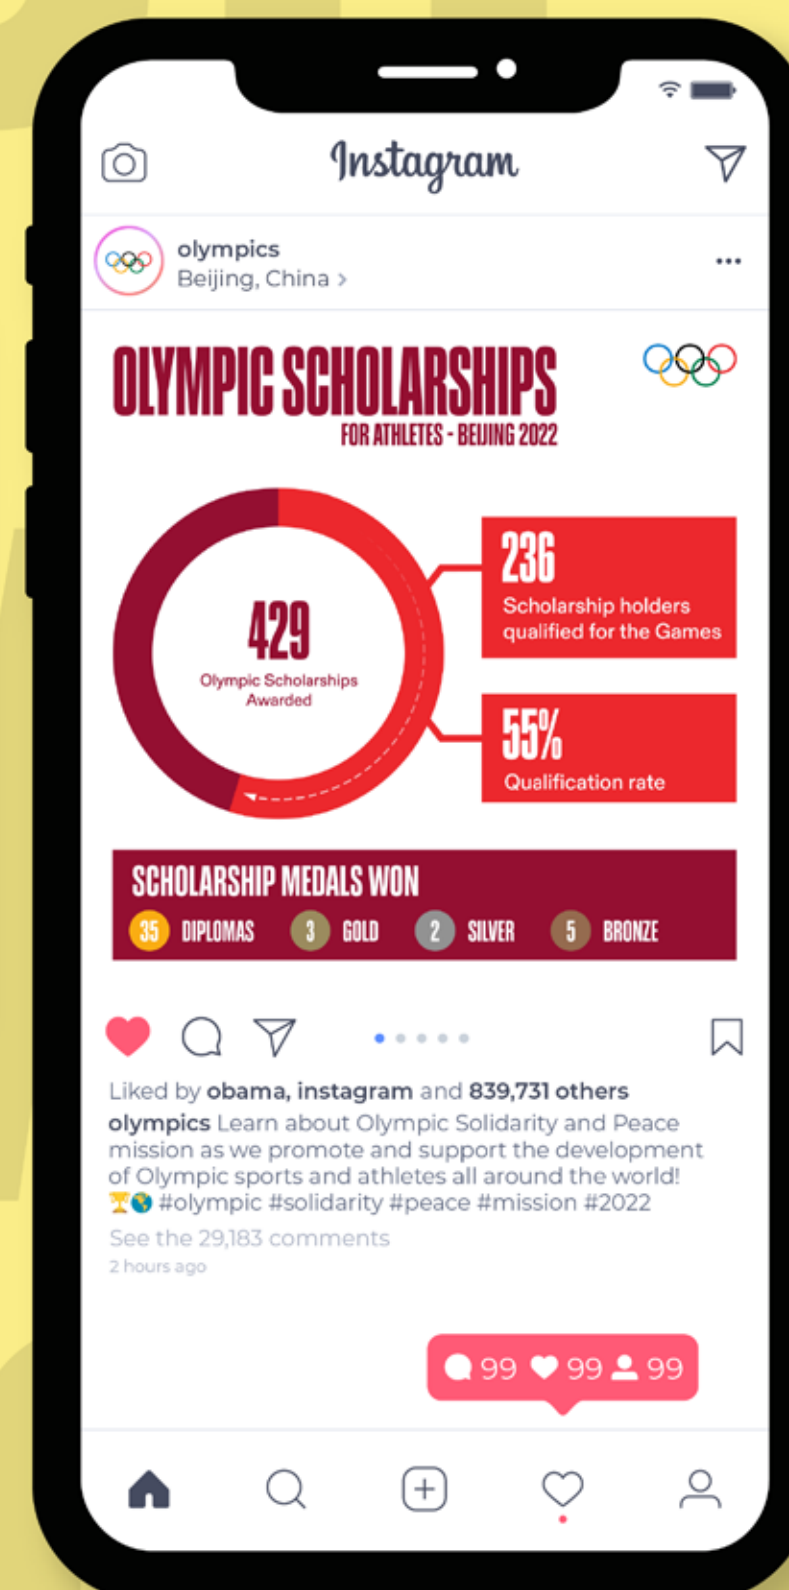 Instagram
olympics
Beijing, China >
OLYMPIC SCHOLARSHIPS
FOR ATHLETES - BEIJING 2022
429
Olympic Scholarships
Awarded
236
Scholarship holders
qualified for the Games
55%
Qualification rate
SCHOLARSHIP MEDALS WON
35 DIPLOMAS 3 GOLD 2 SILVER 5 BRONZE
Liked by obama, instagram and 839,731 others
olympics Learn about Olympic Solidarity and Peace
mission as we promote and support the development
of Olympic sports and athletes all around the world!
🏆🌎 #olympic #solidarity #peace #mission #2022
See the 29,183 comments
2 hours ago
99 99 99